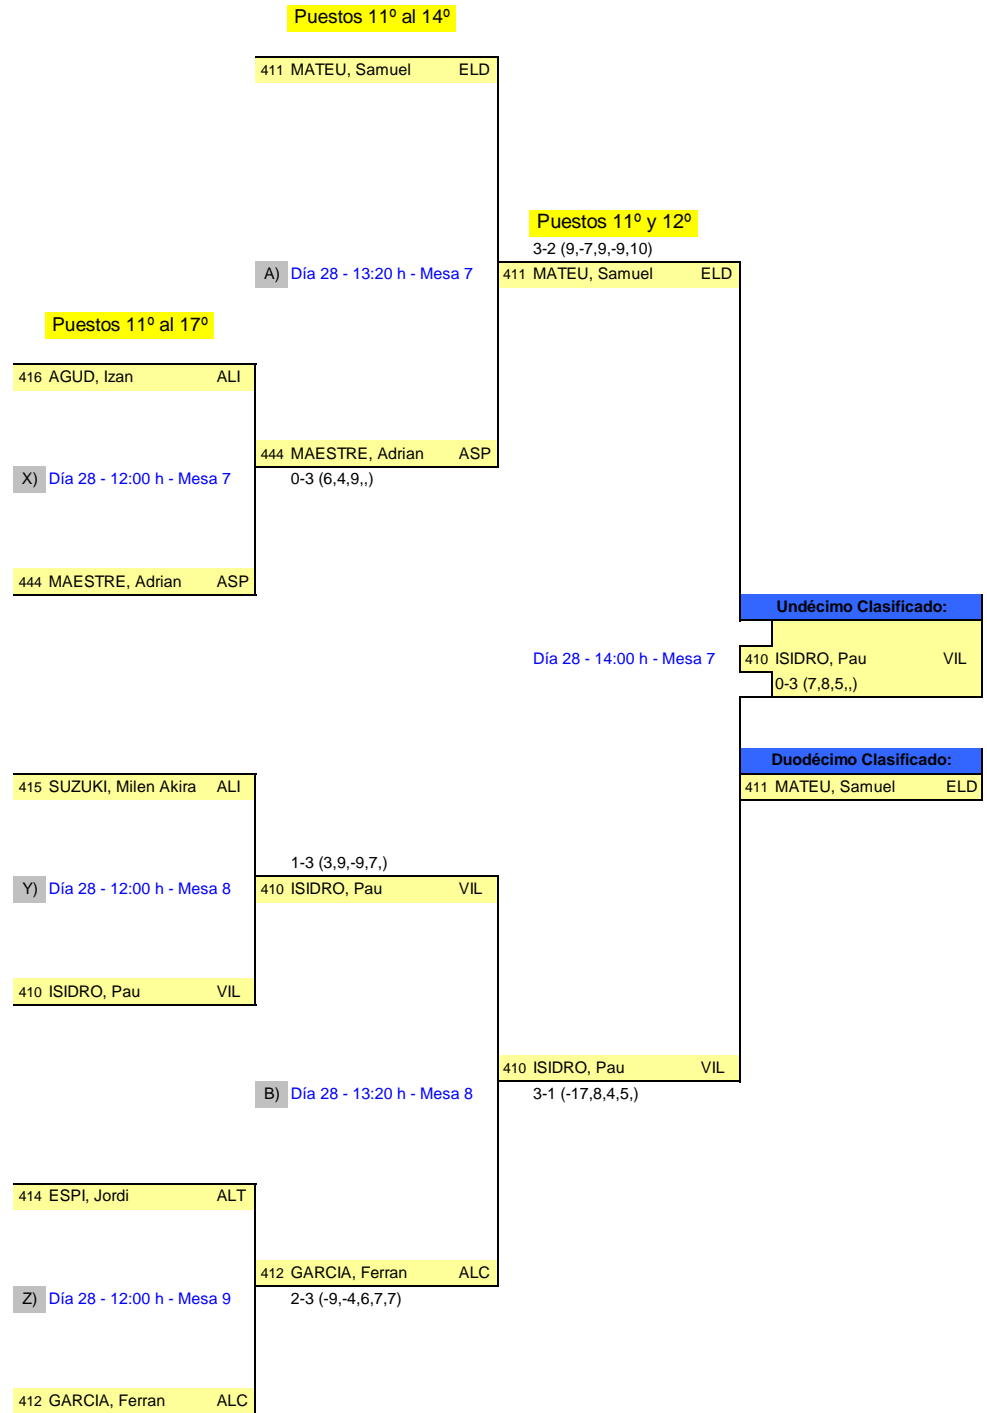 Puestos 11º al 14º
411 MATEU, Samuel ELD
Puestos 11º y 12º
3-2 (9,-7,9,-9,10)
A) Día 28 - 13:20 h - Mesa 7
411 MATEU, Samuel ELD
Puestos 11º al 17º
416 AGUD, Izan ALI
444 MAESTRE, Adrian ASP
X) Día 28 - 12:00 h - Mesa 7
0-3 (6,4,9,,)
444 MAESTRE, Adrian ASP
Undécimo Clasificado:
Día 28 - 14:00 h - Mesa 7
410 ISIDRO, Pau VIL
0-3 (7,8,5,,)
Duodécimo Clasificado:
415 SUZUKI, Milen Akira ALI
411 MATEU, Samuel ELD
1-3 (3,9,-9,7,)
Y) Día 28 - 12:00 h - Mesa 8
410 ISIDRO, Pau VIL
410 ISIDRO, Pau VIL
410 ISIDRO, Pau VIL
B) Día 28 - 13:20 h - Mesa 8
3-1 (-17,8,4,5,)
414 ESPI, Jordi ALT
412 GARCIA, Ferran ALC
Z) Día 28 - 12:00 h - Mesa 9
2-3 (-9,-4,6,7,7)
412 GARCIA, Ferran ALC